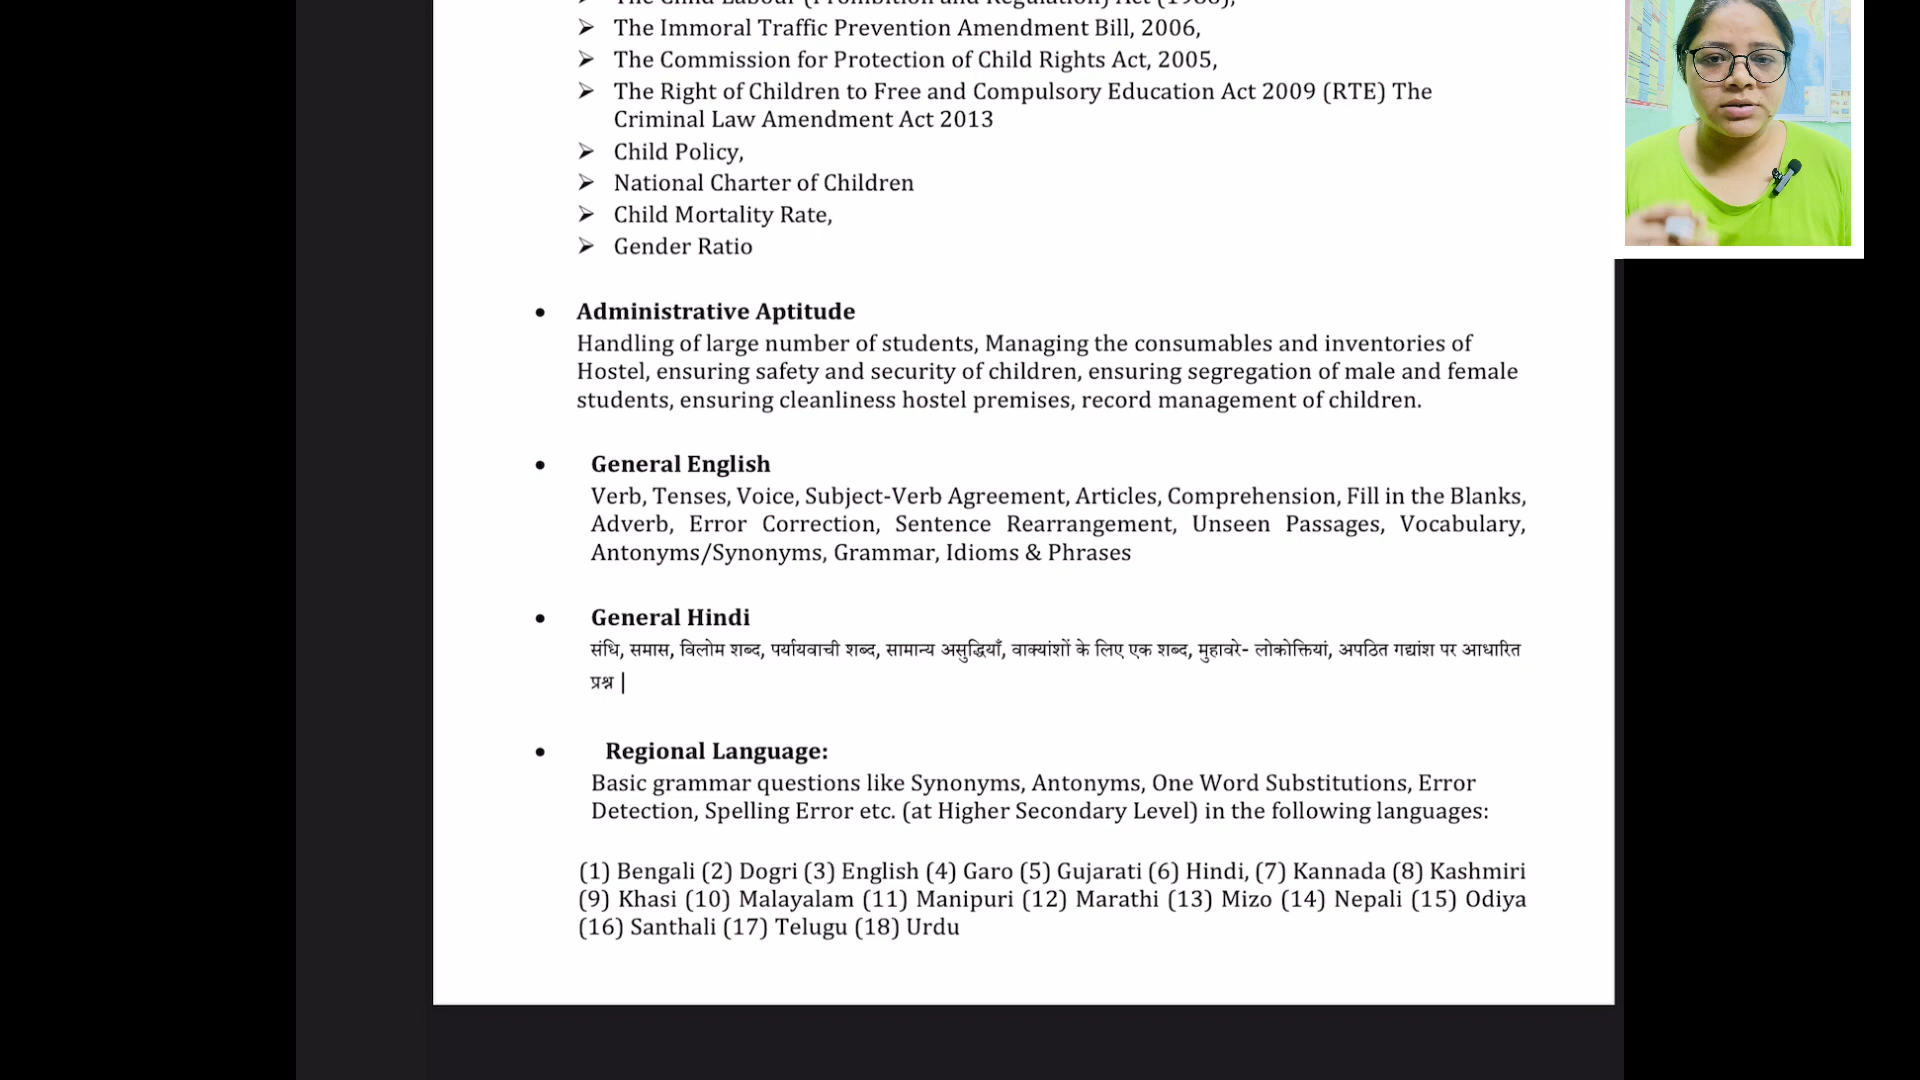 The Child Labour (Prohibition and Regulation) Act (1986),
➢ The Immoral Traffic Prevention Amendment Bill, 2006,
➢ The Commission for Protection of Child Rights Act, 2005,
➢ The Right of Children to Free and Compulsory Education Act 2009 (RTE) The
Criminal Law Amendment Act 2013
➢ Child Policy,
➢ National Charter of Children
➢ Child Mortality Rate,
➢ Gender Ratio
• Administrative Aptitude
Handling of large number of students, Managing the consumables and inventories of
Hostel, ensuring safety and security of children, ensuring segregation of male and female
students, ensuring cleanliness hostel premises, record management of children.
• General English
Verb, Tenses, Voice, Subject-Verb Agreement, Articles, Comprehension, Fill in the Blanks,
Adverb, Error Correction, Sentence Rearrangement, Unseen Passages, Vocabulary,
Antonyms/Synonyms, Grammar, Idioms & Phrases
• General Hindi
संधि, समास, विलोम शब्द, पर्यायवाची शब्द, सामान्य असुद्धियाँ, वाक्यांशों के लिए एक शब्द, मुहावरे- लोकोक्तियां, अपठित गद्यांश पर आधारित
प्रश्न |
• Regional Language:
Basic grammar questions like Synonyms, Antonyms, One Word Substitutions, Error
Detection, Spelling Error etc. (at Higher Secondary Level) in the following languages:
(1) Bengali (2) Dogri (3) English (4) Garo (5) Gujarati (6) Hindi, (7) Kannada (8) Kashmiri
(9) Khasi (10) Malayalam (11) Manipuri (12) Marathi (13) Mizo (14) Nepali (15) Odiya
(16) Santhali (17) Telugu (18) Urdu